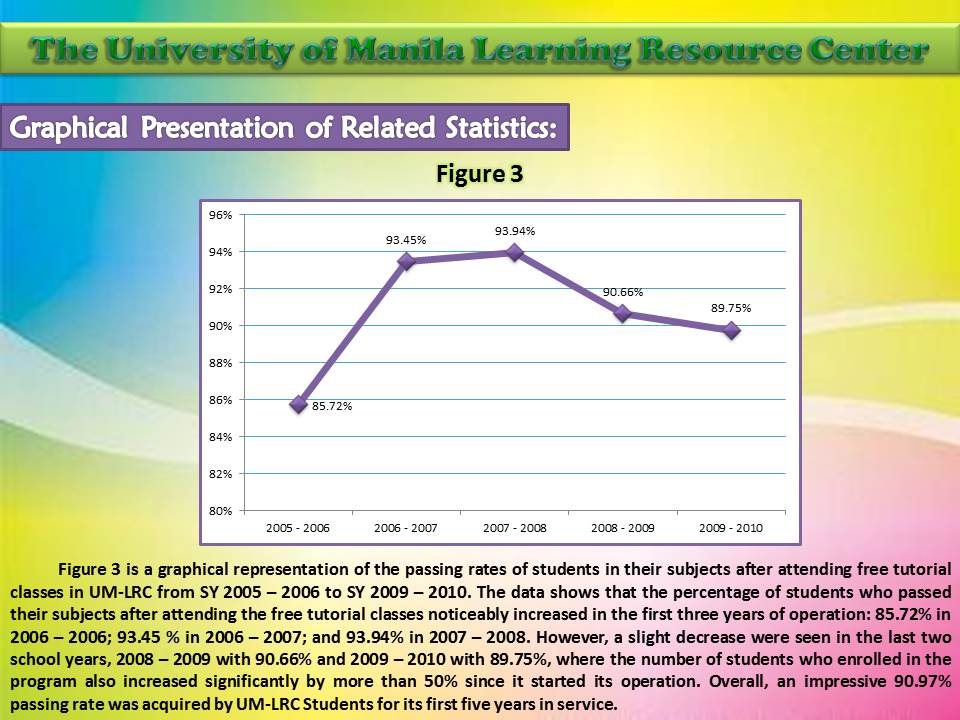 The University of Manila Learning Resource Center
Graphical Presentation of Related Statistics:
Figure 3
96%
94%
92%
90%
88%
86%
84%
82%
80%
85.72%
93.45%
93.94%
90.66%
89.75%
2005 - 2006
2006 - 2007
2007 - 2008
2008 - 2009
2009 - 2010
Figure 3 is a graphical representation of the passing rates of students in their subjects after attending free tutorial
classes in UM-LRC from SY 2005 – 2006 to SY 2009 – 2010. The data shows that the percentage of students who passed
their subjects after attending the free tutorial classes noticeably increased in the first three years of operation: 85.72% in
2006 – 2006; 93.45 % in 2006 – 2007; and 93.94% in 2007 – 2008. However, a slight decrease were seen in the last two
school years, 2008 – 2009 with 90.66% and 2009 – 2010 with 89.75%, where the number of students who enrolled in the
program also increased significantly by more than 50% since it started its operation. Overall, an impressive 90.97%
passing rate was acquired by UM-LRC Students for its first five years in service.